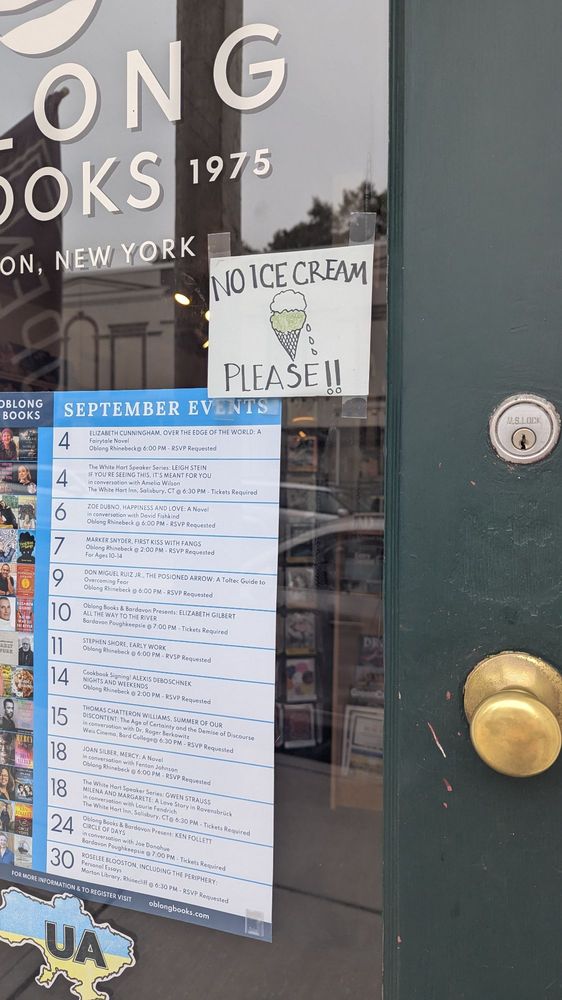 LONG
OOKS 1975
ON, NEW YORK
NO ICE CREAM
PLEASE!!
OBLONG
BOOKS
SEPTEMBER EVENTS
4
ELIZABETH CUNNINGHAM, OVER THE EDGE OF THE WORLD: A
Fairytale Novel
Oblong Rhinebeck@ 6:00 PM - RSVP Requested
4
The White Hart Speaker Series: LEIGH STEIN
IF YOU'RE SEEING THIS, IT'S MEANT FOR YOU
in conversation with Amelia Wilson
The White Hart Inn, Salisbury, CT @ 6:30 PM - Tickets Required
6
ZOE DUBNO, HAPPINESS AND LOVE: A Novel
in conversation with David Fishkind
Oblong Rhinebeck @ 6:00 PM - RSVP Requested
7
MARKER SNYDER, FIRST KISS WITH FANGS
Oblong Rhinebeck @ 2:00 PM - RSVP Requested
For Ages 10-14
9
DON MIGUEL RUIZ JR., THE POSIONED ARROW: A Toltec Guide to
Overcoming Fear
Oblong Rhinebeck @ 6:00 PM - RSVP Requested
10
Oblong Books & Bardavon Presents: ELIZABETH GILBERT
ALL THE WAY TO THE RIVER
Bardavon Poughkeepsie @ 7:00 PM - Tickets Required
11
STEPHEN SHORE, EARLY WORK
Oblong Rhinebeck @ 6:00 PM - RSVP Requested
14
Cookbook Signing! ALEXIS DEBOSCHNEK
NIGHTS AND WEEKENDS
Oblong Rhinebeck @ 2:00 PM - RSVP Requested
15
THOMAS CHATTERON WILLIAMS, SUMMER OF OUR
DISCONTENT: The Age of Certainty and the Demise of Discourse
in conversation with Dr. Roger Berkowitz
Weis Cinema, Bard College@ 6:30 PM - RSVP Requested
18
JOAN SILBER, MERCY: A Novel
in conversation with Fenton Johnson
Oblong Rhinebeck @ 6:00 PM - RSVP Requested
18
The White Hart Speaker Series: GWEN STRAUSS
MILENA AND MARGARETE: A Love Story in Ravensbrück
in conversation with Laurie Fendrich
The White Hart Inn, Salisbury, CT @ 6:30 PM - Tickets Required
24
Oblong Books & Bardavon Present: KEN FOLLETT
CIRCLE OF DAYS
in conversation with Joe Donahue
Bardavon Poughkeepsie @ 7:00 PM - Tickets Required
30
ROSELEE BLOOSTON, INCLUDING THE PERIPHERY:
Personal Essays
Morton Library, Rhinecliff @ 6:30 PM - RSVP Requested
FOR MORE INFORMATION & TO REGISTER VISIT oblongbooks.com
UA
M.S.LOCK